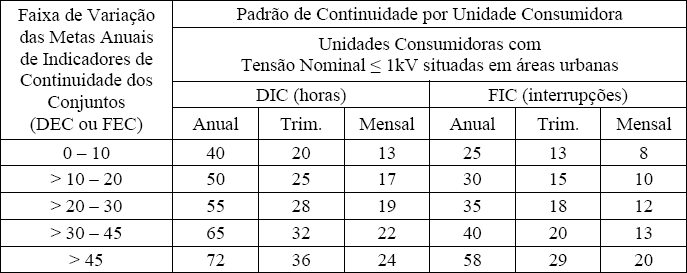 Faixa de Variação
das Metas Anuais
de Indicadores de
Continuidade dos
Conjuntos
(DEC ou FEC)
Padrão de Continuidade por Unidade Consumidora
Unidades Consumidoras com
Tensão Nominal ≤ 1kV situadas em áreas urbanas
DIC (horas) FIC (interrupções)
Anual Trim. Mensal Anual Trim. Mensal
0 – 10 40 20 13 25 13 8
> 10 – 20 50 25 17 30 15 10
> 20 – 30 55 28 19 35 18 12
> 30 – 45 65 32 22 40 20 13
> 45 72 36 24 58 29 20